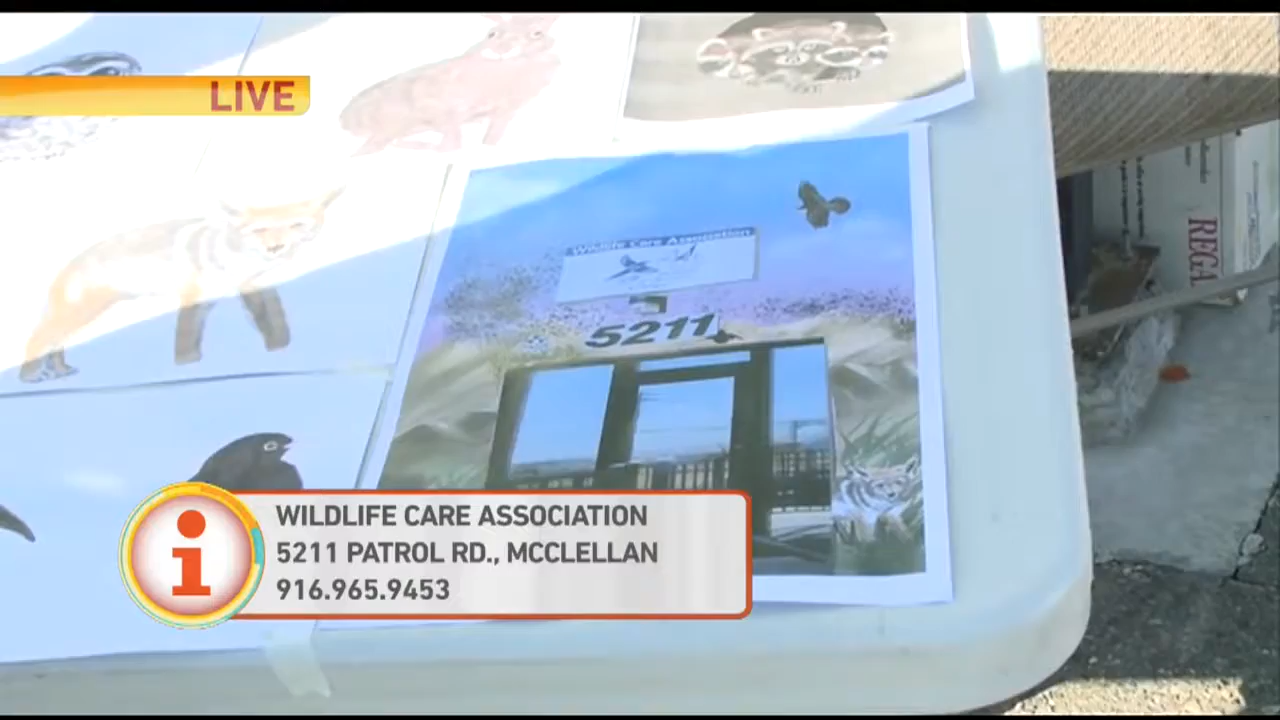 LIVE
Wildlife Care Association
5211
REGA
WILDLIFE CARE ASSOCIATION
5211 PATROL RD., MCCLELLAN
916.965.9453